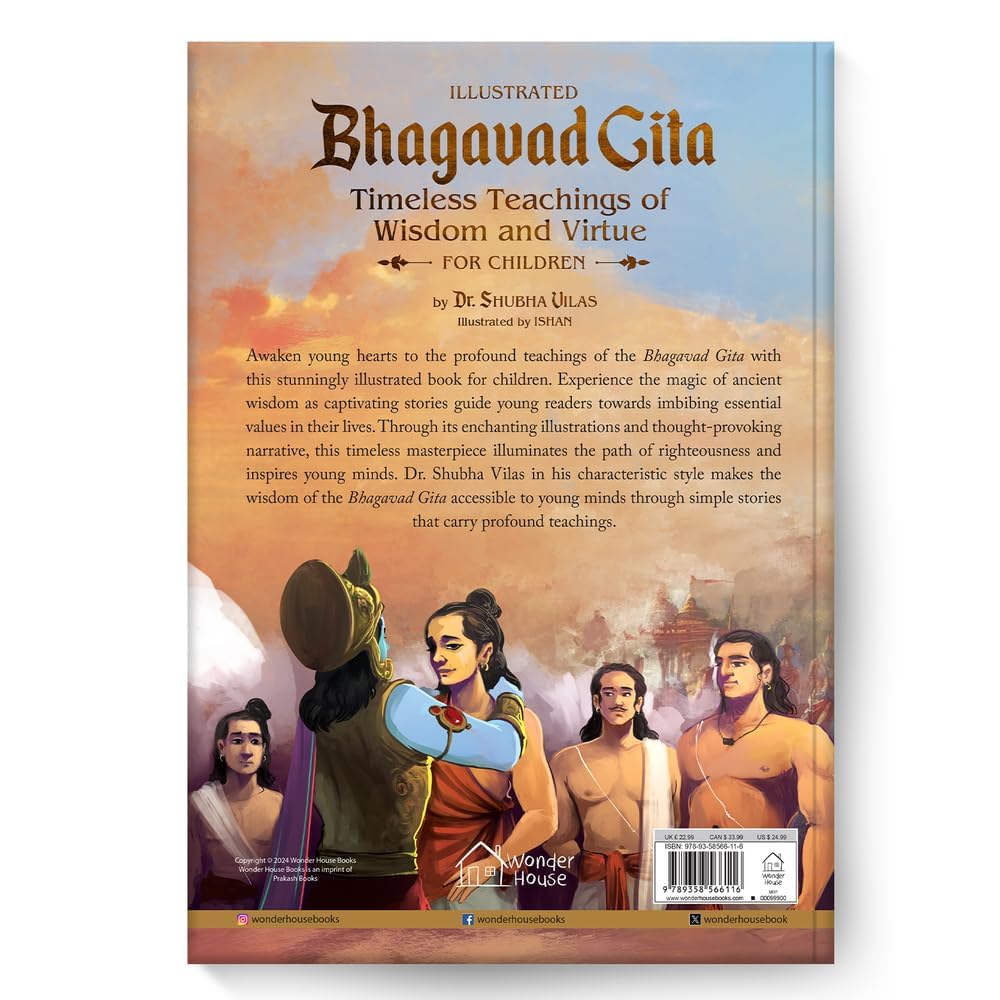 ILLUSTRATED
Bhagavad Gita
Timeless Teachings of
Wisdom and Virtue
FOR CHILDREN
by Dr. SHUBHA VILAS
Illustrated by ISHAN
Awaken young hearts to the profound teachings of the Bhagavad Gita with
this stunningly illustrated book for children. Experience the magic of ancient
wisdom as captivating stories guide young readers towards imbibing essential
values in their lives. Through its enchanting illustrations and thought-provoking
narrative, this timeless masterpiece illuminates the path of righteousness and
inspires young minds. Dr. Shubha Vilas in his characteristic style makes the
wisdom of the Bhagavad Gita accessible to young minds through simple stories
that carry profound teachings.
UK £ 22.99 CAN $ 33.99 US $ 24.99
ISBN: 978-93-58566-11-6
9 789358 566116
Wonder
House
MRP
www.wonderhousebooks.com 00099900
Copyright © 2024 Wonder House Books
Wonder House Books is an imprint of
Prakash Books
Wonder
House
wonderhousebooks
wonderhousebooks
wonderhousebook